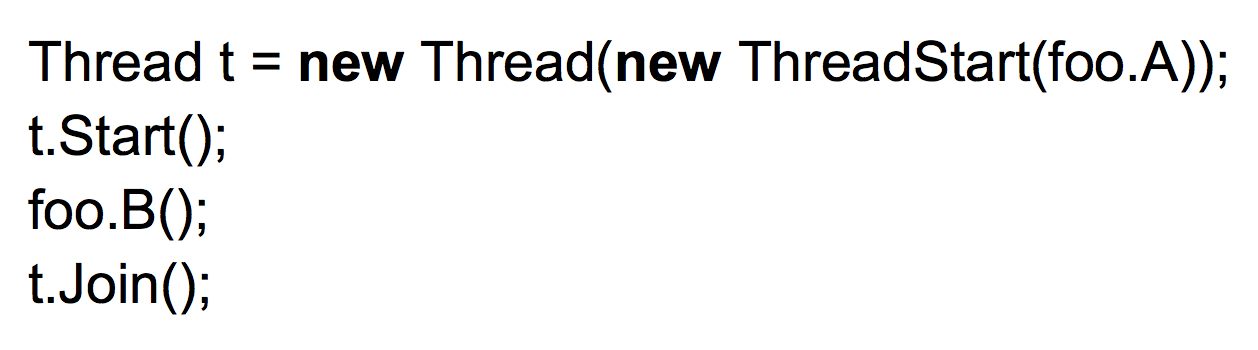 Thread t = new Thread(new ThreadStart(foo.A));
t.Start();
foo.B();
t.Join();